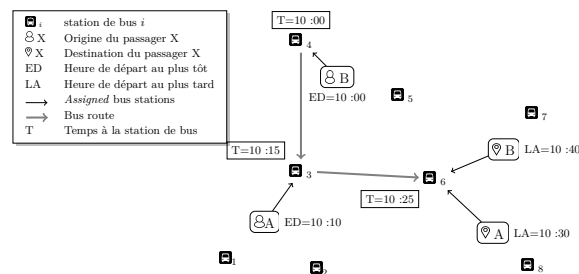 i station de bus i
X Origine du passager X
X Destination du passager X
ED Heure de départ au plus tôt
LA Heure de départ au plus tard
Assigned bus stations
Bus route
T Temps à la station de bus
T=10 :00
4
B
ED=10 :00
5
7
T=10 :15
B LA=10 :40
3
6
T=10 :25
A ED=10 :10
A LA=10 :30
1
8